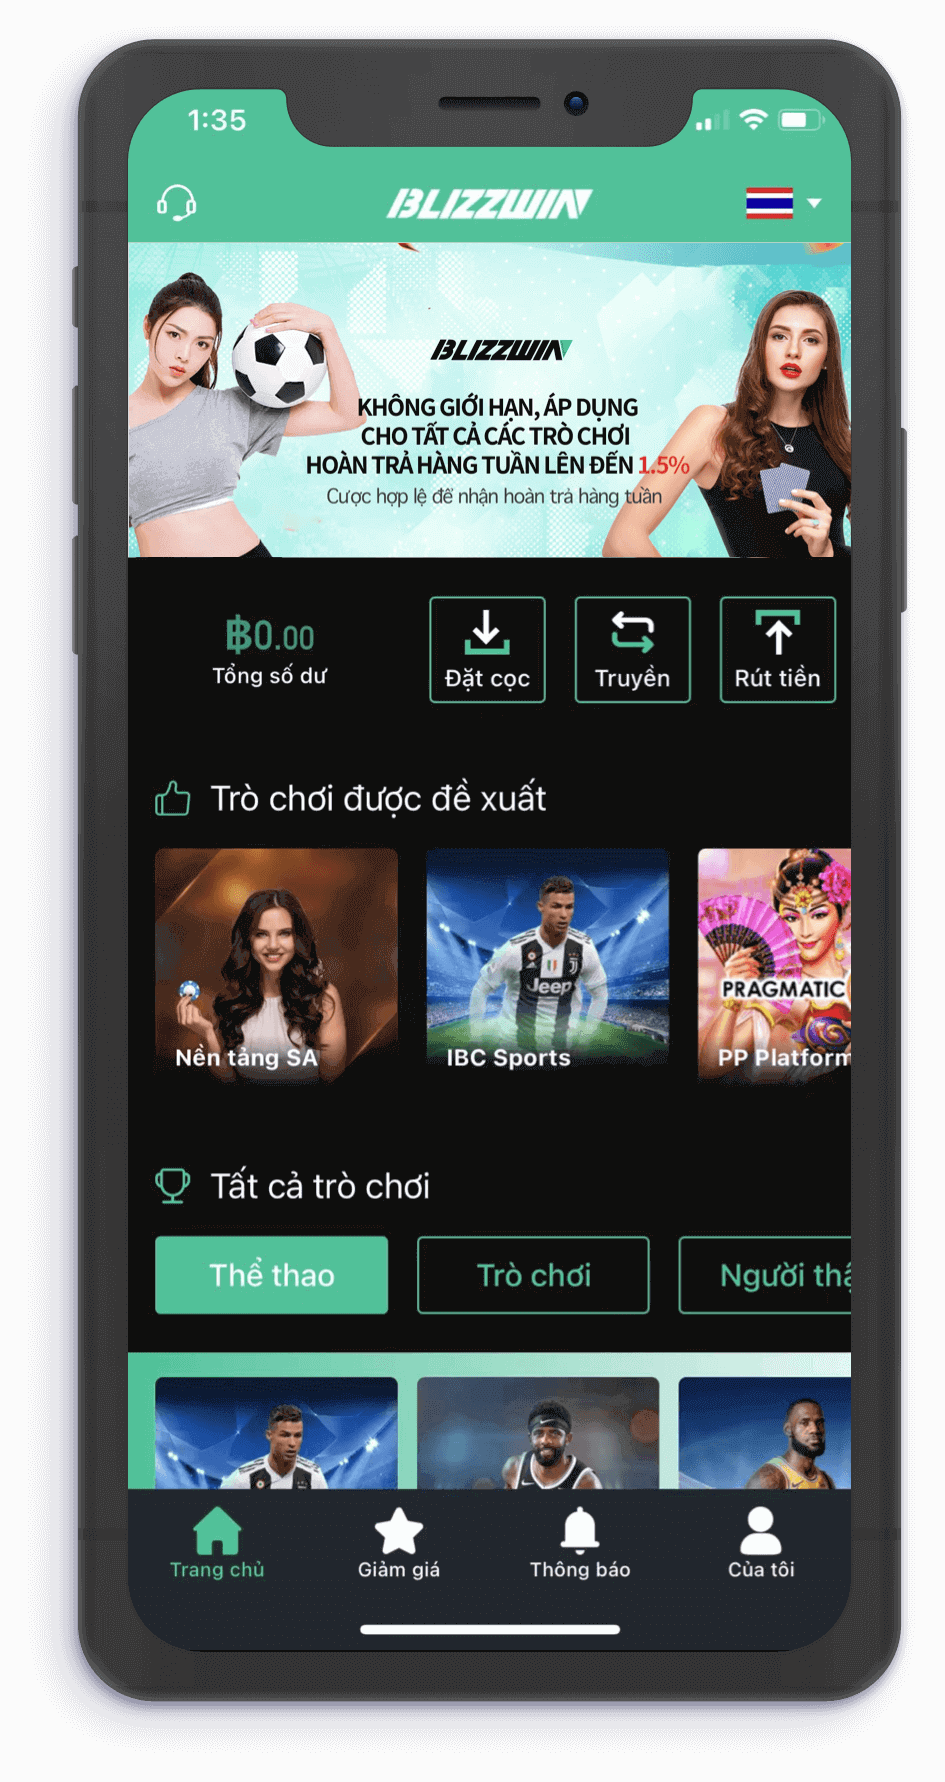 1:35
BLIZZWIN
BLIZZWIN
KHÔNG GIỚI HẠN, ÁP DỤNG
CHO TẤT CẢ CÁC TRÒ CHƠI
HOÀN TRẢ HÀNG TUẦN LÊN ĐẾN 1.5%
Cược hợp lệ để nhận hoàn trả hàng tuần
฿0.00
Tổng số dư
Đặt cọc
Truyền
Rút tiền
Trò chơi được đề xuất
Jeep
PRAGMATIC
Nền tảng SA
IBC Sports
PP Platform
Tất cả trò chơi
Thể thao
Trò chơi
Người thậ
Trang chủ
Giảm giá
Thông báo
Của tôi